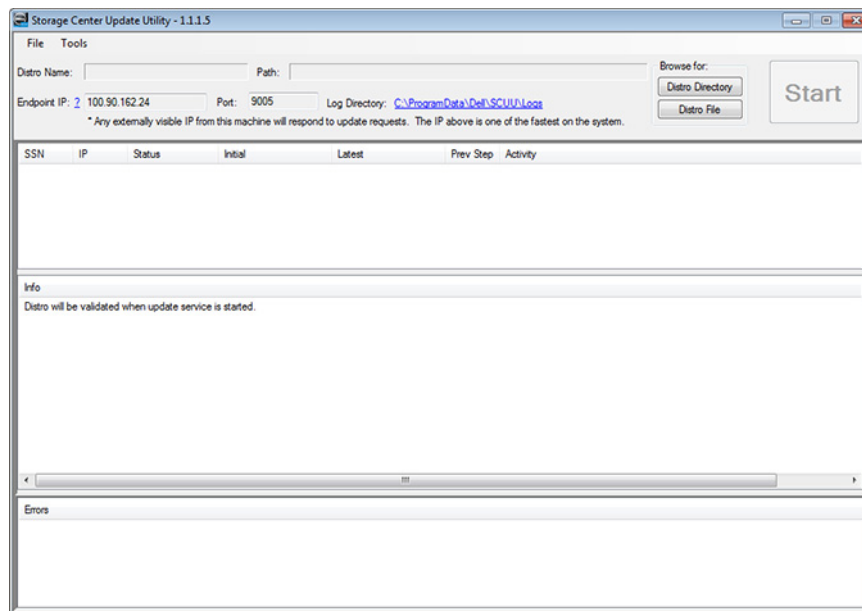 Storage Center Update Utility - 1.1.1.5
File Tools
Distro Name: Path: Browse for:
Distro Directory
Start
Endpoint IP: ? 100.90.162.24 Port: 9005 Log Directory: C:\ProgramData\Dell\SCUU\Logs
Distro File
* Any externally visible IP from this machine will respond to update requests. The IP above is one of the fastest on the system.
SSN IP Status Initial Latest Prev Step Activity
Info
Distro will be validated when update service is started.
Errors